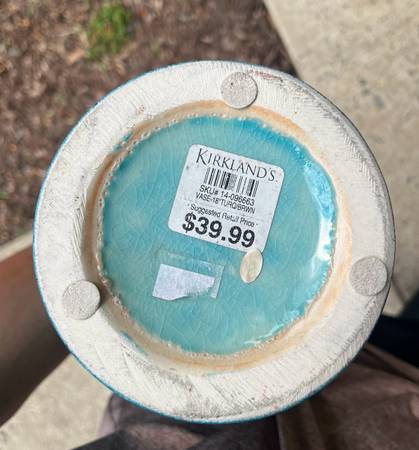 KIRKLAND'S.
SKU# 14-096663
VASE-18"TURQ/BRWN
Suggested Retail Price
$39.99